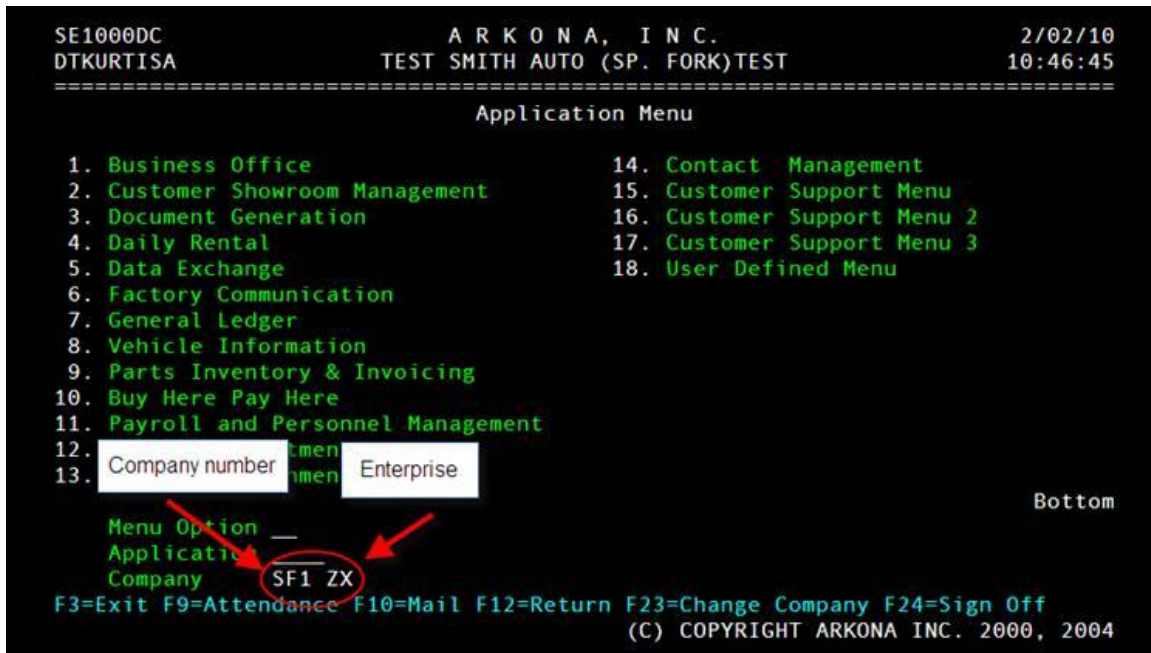 SE1000DC A R K O N A, I N C. 2/02/10
DTKURTISA TEST SMITH AUTO (SP. FORK)TEST 10:46:45
==============================================================================
Application Menu
1. Business Office 14. Contact Management
2. Customer Showroom Management 15. Customer Support Menu
3. Document Generation 16. Customer Support Menu 2
4. Daily Rental 17. Customer Support Menu 3
5. Data Exchange 18. User Defined Menu
6. Factory Communication
7. General Ledger
8. Vehicle Information
9. Parts Inventory & Invoicing
10. Buy Here Pay Here
11. Payroll and Personnel Management
12.
13.
Company number Enterprise
Bottom
Menu Option __
Company SF1 ZX
F3=Exit F9=Attendance F10=Mail F12=Return F23=Change Company F24=Sign Off
(C) COPYRIGHT ARKONA INC. 2000, 2004